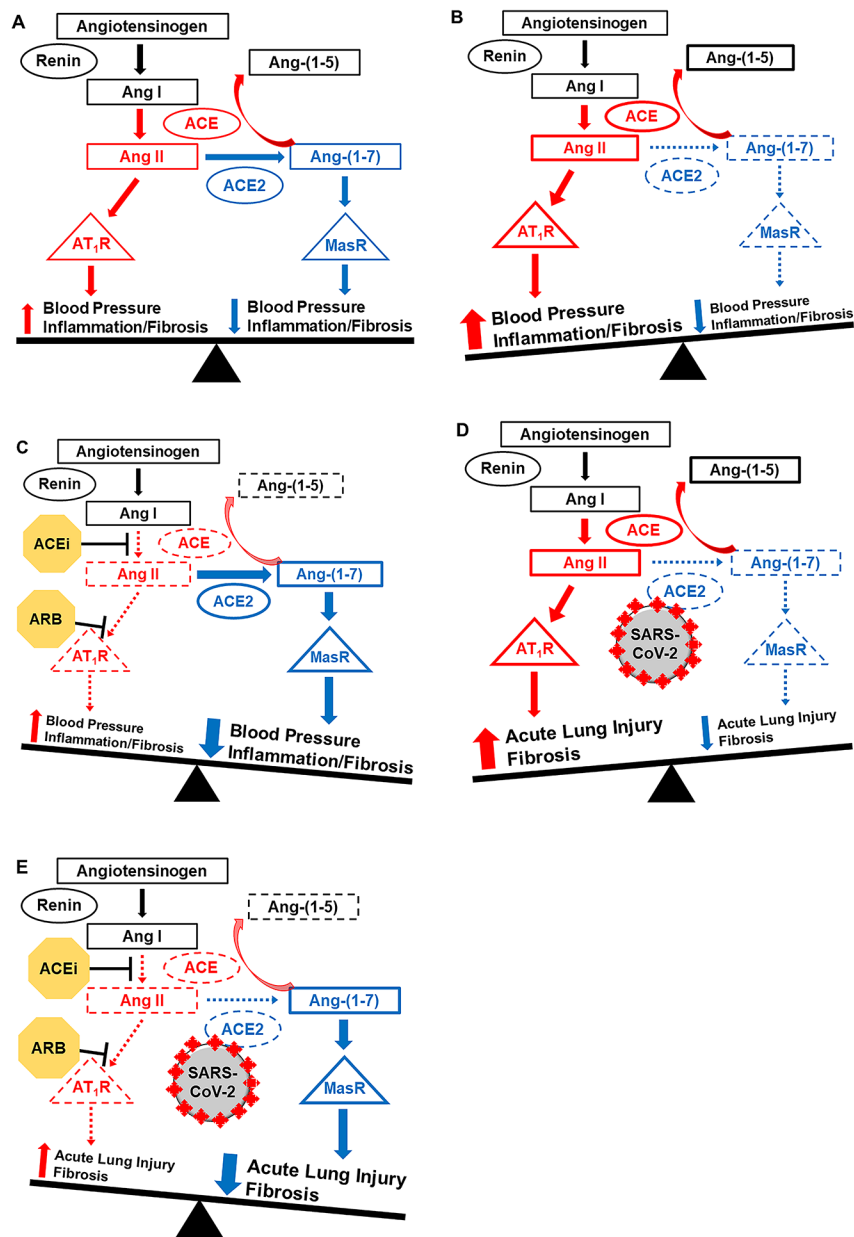 A
Angiotensinogen
Renin
Ang-(1-5)
Ang I
ACE
Ang II
Ang-(1-7)
ACE2
AT₁R
MasR
Blood Pressure
Inflammation/Fibrosis
Blood Pressure
Inflammation/Fibrosis
B
Angiotensinogen
Renin
Ang-(1-5)
Ang I
ACE
Ang II
Ang-(1-7)
ACE2
AT₁R
MasR
Blood Pressure
Inflammation/Fibrosis
Blood Pressure
Inflammation/Fibrosis
C
Angiotensinogen
Renin
Ang-(1-5)
Ang I
ACEi
ACE
Ang II
Ang-(1-7)
ACE2
ARB
AT₁R
MasR
Blood Pressure
Inflammation/Fibrosis
Blood Pressure
Inflammation/Fibrosis
D
Angiotensinogen
Renin
Ang-(1-5)
Ang I
ACE
Ang II
Ang-(1-7)
ACE2
SARS-
CoV-2
AT₁R
MasR
Acute Lung Injury
Fibrosis
Acute Lung Injury
Fibrosis
E
Angiotensinogen
Renin
Ang-(1-5)
Ang I
ACEi
ACE
Ang II
Ang-(1-7)
ACE2
ARB
SARS-
CoV-2
AT₁R
MasR
Acute Lung Injury
Fibrosis
Acute Lung Injury
Fibrosis